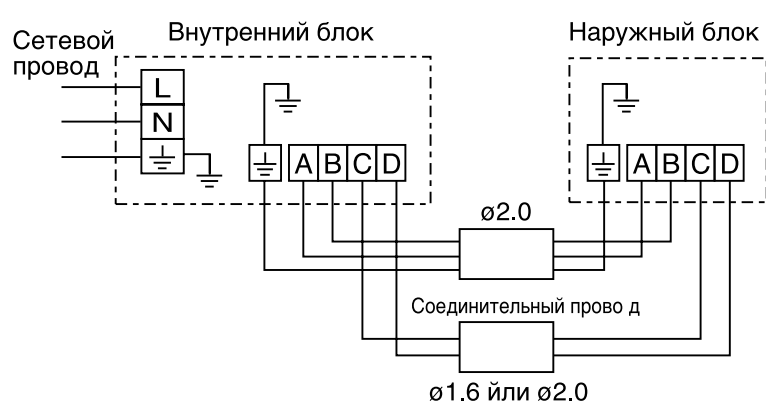 Сетевой
провод
Внутренний блок
Наружный блок
L
N
A B C D
A B C D
ø2.0
Соединительный прово д
ø1.6 йли ø2.0